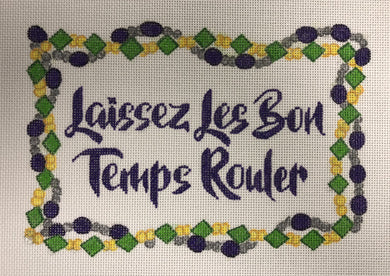 Laissez Les Bon
Temps Rouler